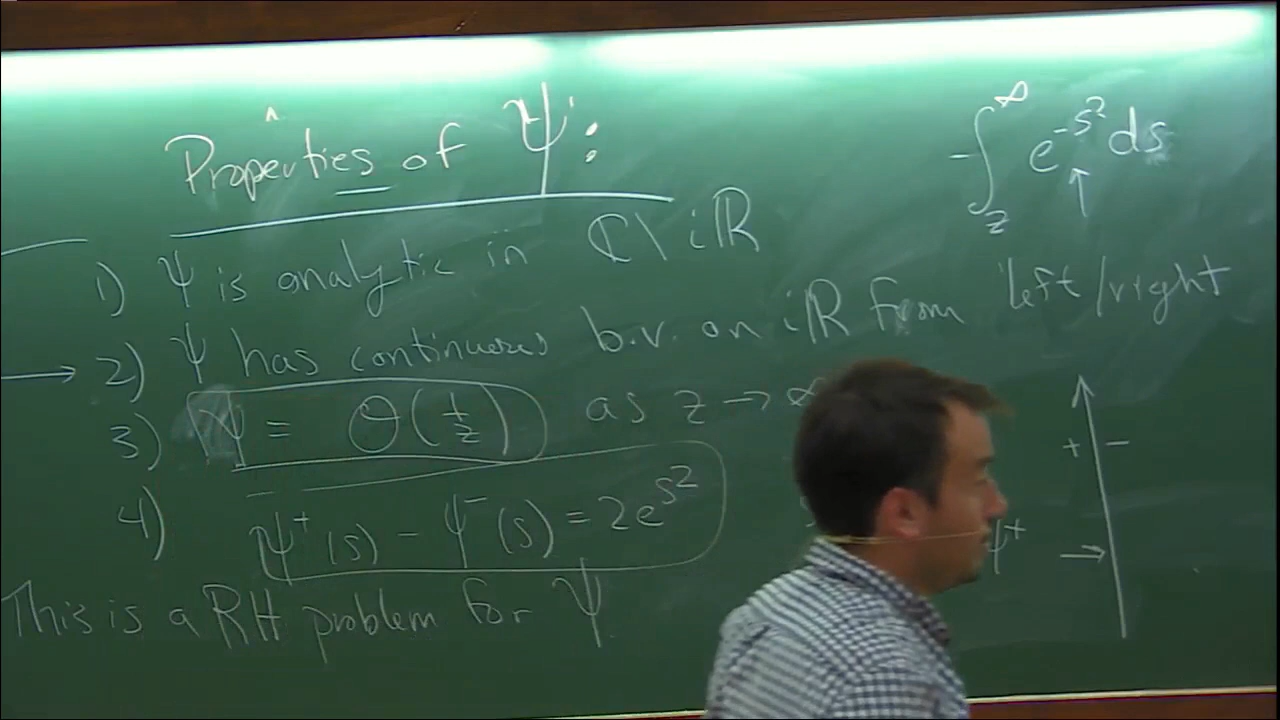 Properties of Ψ:
∫_z^∞ e^{-s²} ds
1) Ψ is analytic in ℂ\iℝ
2) Ψ has continuous b.v. on iℝ from left/right
3) Ψ = O(1/z) as z → ∞
4) Ψ⁺(s) - Ψ⁻(s) = 2e^{s²}
+ -
Ψ⁺
This is a RH problem for Ψ